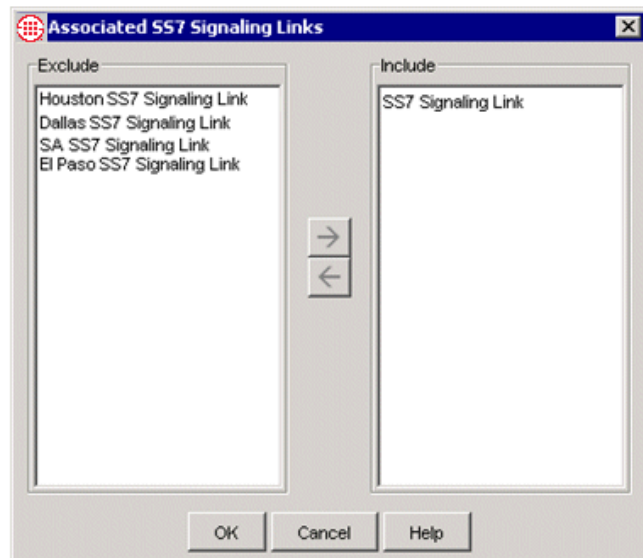 Associated SS7 Signaling Links
Exclude
Houston SS7 Signaling Link
Dallas SS7 Signaling Link
SA SS7 Signaling Link
El Paso SS7 Signaling Link
Include
SS7 Signaling Link
OK
Cancel
Help